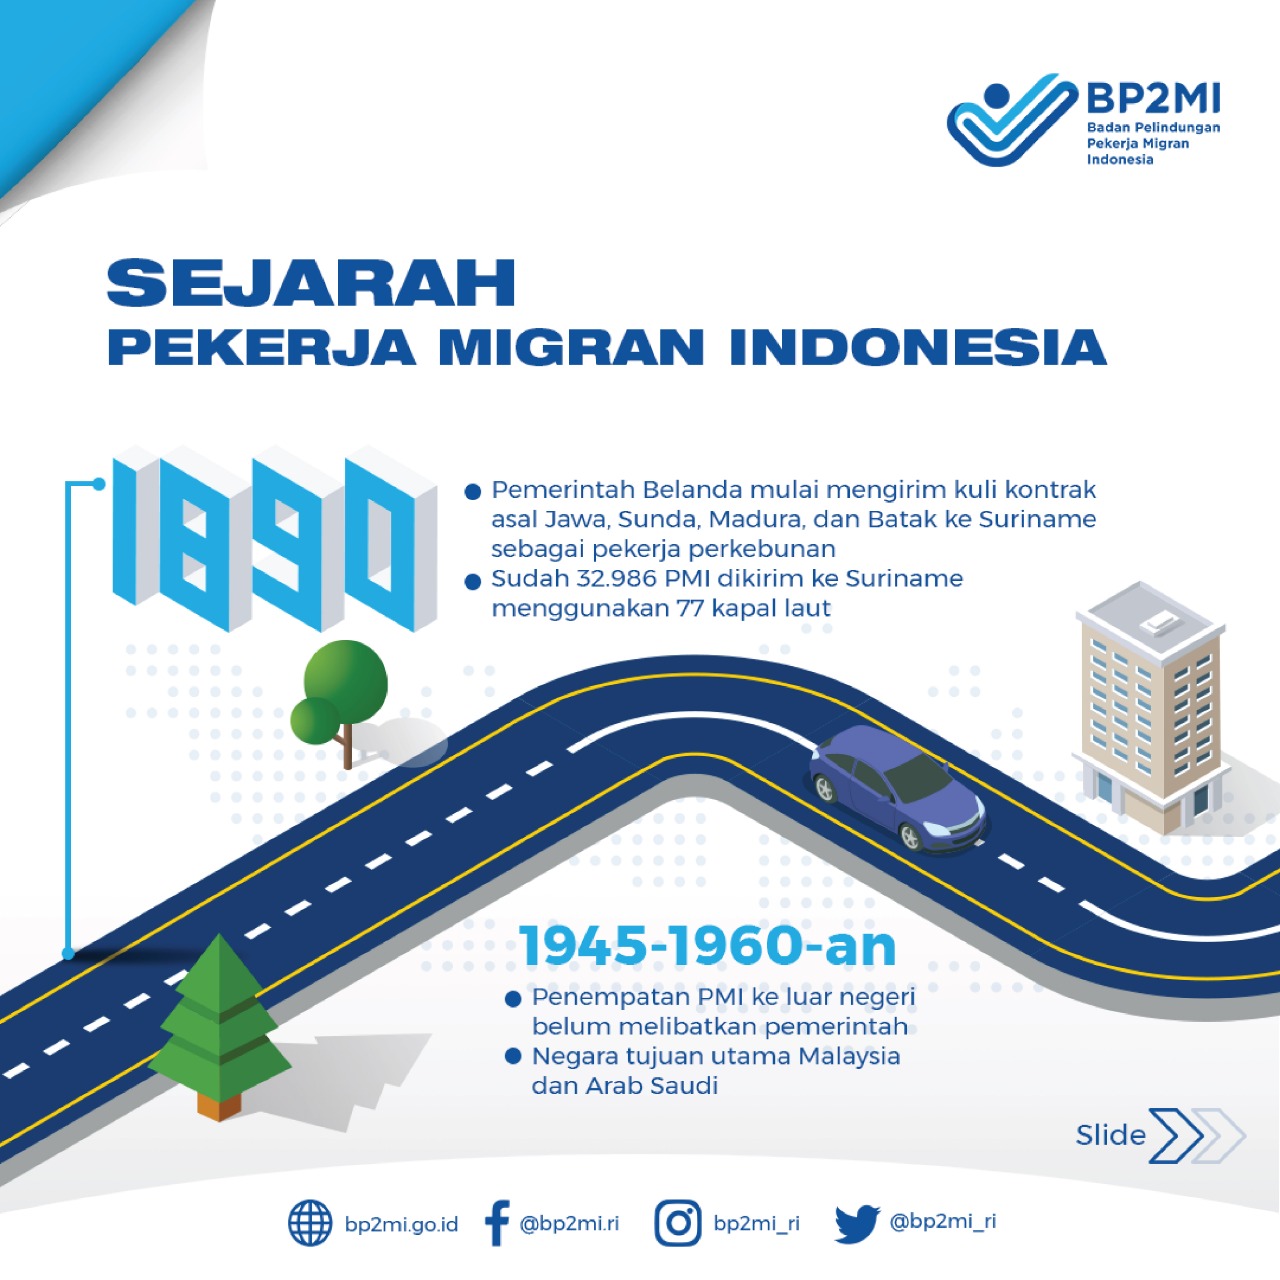 BP2MI
Badan Pelindungan
Pekerja Migran
Indonesia
SEJARAH
PEKERJA MIGRAN INDONESIA
1890
Pemerintah Belanda mulai mengirim kuli kontrak
asal Jawa, Sunda, Madura, dan Batak ke Suriname
sebagai pekerja perkebunan
Sudah 32.986 PMI dikirim ke Suriname
menggunakan 77 kapal laut
1945-1960-an
Penempatan PMI ke luar negeri
belum melibatkan pemerintah
Negara tujuan utama Malaysia
dan Arab Saudi
Slide
bp2mi.go.id
@bp2mi.ri
bp2mi_ri
@bp2mi_ri